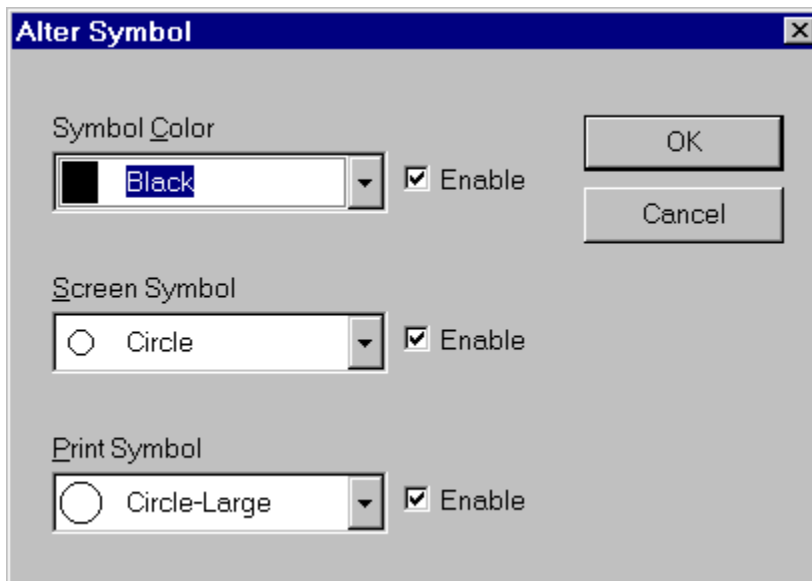 Alter Symbol
Symbol Color
Black
Enable
OK
Cancel
Screen Symbol
Circle
Enable
Print Symbol
Circle-Large
Enable